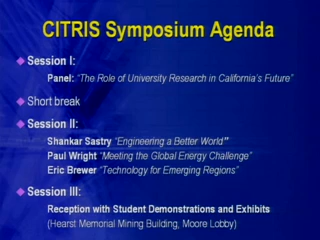 CITRIS Symposium Agenda
Session I:
Panel: “The Role of University Research in California’s Future”
Short break
Session II:
Shankar Sastry “Engineering a Better World”
Paul Wright “Meeting the Global Energy Challenge”
Eric Brewer “Technology for Emerging Regions”
Session III:
Reception with Student Demonstrations and Exhibits
(Hearst Memorial Mining Building, Moore Lobby)